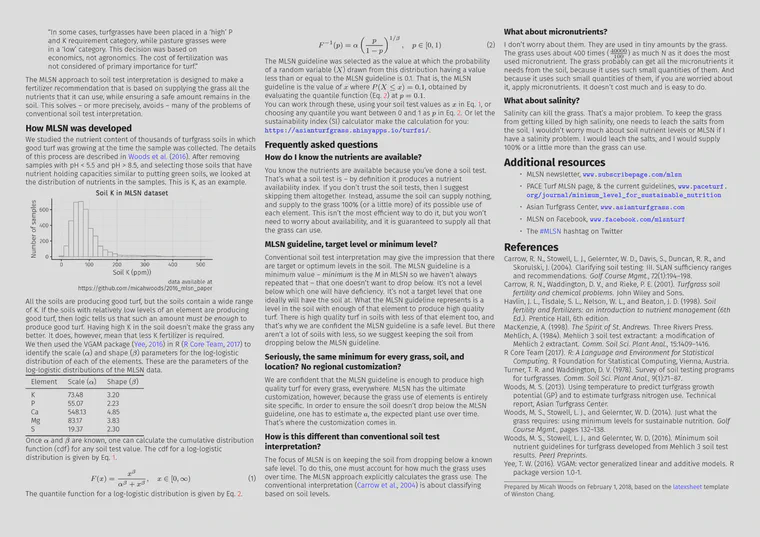 "In some cases, turfgrasses have been placed in a 'high' P
and K requirement category, while pasture grasses were
in a 'low' category. This decision was based on
economics, not agronomics. The cost of fertilization was
not considered of primary importance for turf."
The MLSN approach to soil test interpretation is designed to make a
fertilizer recommendation that is based on supplying the grass all the
nutrients that it can use, while ensuring a safe amount remains in the
soil. This solves – or more precisely, avoids – many of the problems of
conventional soil test interpretation.
How MLSN was developed
We studied the nutrient content of thousands of turfgrass soils in which
good turf was growing at the time the sample was collected. The details
of this process are described in Woods et al. (2016). After removing
samples with pH < 5.5 and pH > 8.5, and selecting those soils that have
nutrient holding capacities similar to putting green soils, we looked at
the distribution of nutrients in the samples. This is K, as an example.
Soil K in MLSN dataset
Number of samples
600
400
200
0
0 100 200 300 400 500
Soil K (ppm))
data available at
https://github.com/micahwoods/2016_mlsn_paper
All the soils are producing good turf, but the soils contain a wide range
of K. If the soils with relatively low levels of an element are producing
good turf, then logic tells us that such an amount must be enough to
produce good turf. Having high K in the soil doesn't make the grass any
better. It does, however, mean that less K fertilizer is required.
We then used the VGAM package (Yee, 2016) in R (R Core Team, 2017) to
identify the scale (α) and shape (β) parameters for the log-logistic
distribution of each of the elements. These are the parameters of the
log-logistic distributions of the MLSN data.
Element Scale (α) Shape (β)
K 73.48 3.20
P 55.07 2.23
Ca 548.13 4.85
Mg 83.17 3.83
S 19.37 2.30
Once α and β are known, one can calculate the cumulative distribution
function (cdf) for any soil test value. The cdf for a log-logistic
distribution is given by Eq. 1.
F(x) = x^β / (α^β + x^β), x ∈ [0, ∞) (1)
The quantile function for a log-logistic distribution is given by Eq. 2.
F⁻¹(p) = α (p / (1 − p))^(1/β), p ∈ [0, 1) (2)
The MLSN guideline was selected as the value at which the probability
of a random variable (X) drawn from this distribution having a value
less than or equal to the MLSN guideline is 0.1. That is, the MLSN
guideline is the value of x where P(X ≤ x) = 0.1, obtained by
evaluating the quantile function (Eq. 2) at p = 0.1.
You can work through these, using your soil test values as x in Eq. 1, or
choosing any quantile you want between 0 and 1 as p in Eq. 2. Or let the
sustainability index (SI) calculator make the calculation for you:
https://asianturfgrass.shinyapps.io/turfsi/.
Frequently asked questions
How do I know the nutrients are available?
You know the nutrients are available because you've done a soil test.
That's what a soil test is – by definition it produces a nutrient
availability index. If you don't trust the soil tests, then I suggest
skipping them altogether. Instead, assume the soil can supply nothing,
and supply to the grass 100% (or a little more) of its possible use of
each element. This isn't the most efficient way to do it, but you won't
need to worry about availability, and it is guaranteed to supply all that
the grass can use.
MLSN guideline, target level or minimum level?
Conventional soil test interpretation may give the impression that there
are target or optimum levels in the soil. The MLSN guideline is a
minimum value – minimum is the M in MLSN so we haven't always
repeated that – that one doesn't want to drop below. It's not a level
below which one will have deficiency. It's not a target level that one
ideally will have the soil at. What the MLSN guideline represents is a
level in the soil with enough of that element to produce high quality
turf. There is high quality turf in soils with less of that element too, and
that's why we are confident the MLSN guideline is a safe level. But there
aren't a lot of soils with less, so we suggest keeping the soil from
dropping below the MLSN guideline.
Seriously, the same minimum for every grass, soil, and
location? No regional customization?
We are confident that the MLSN guideline is enough to produce high
quality turf for every grass, everywhere. MLSN has the ultimate
customization, however, because the grass use of elements is entirely
site specific. In order to ensure the soil doesn't drop below the MLSN
guideline, one has to estimate a, the expected plant use over time.
That's where the customization comes in.
How is this different than conventional soil test
interpretation?
The focus of MLSN is on keeping the soil from dropping below a known
safe level. To do this, one must account for how much the grass uses
over time. The MLSN approach explicitly calculates the grass use. The
conventional interpretation (Carrow et al., 2004) is about classifying
based on soil levels.
What about micronutrients?
I don't worry about them. They are used in tiny amounts by the grass.
The grass uses about 400 times (40000/100) as much N as it does the most
used micronutrient. The grass probably can get all the micronutrients it
needs from the soil, because it uses such small quantities of them. And
because it uses such small quantities of them, if you are worried about
it, apply micronutrients. It doesn't cost much and is easy to do.
What about salinity?
Salinity can kill the grass. That's a major problem. To keep the grass
from getting killed by high salinity, one needs to leach the salts from
the soil. I wouldn't worry much about soil nutrient levels or MLSN if I
have a salinity problem. I would leach the salts, and I would supply
100% or a little more than the grass can use.
Additional resources
• MLSN newsletter, www.subscribepage.com/mlsn
• PACE Turf MLSN page, & the current guidelines, www.paceturf.
org/journal/minimum_level_for_sustainable_nutrition
• Asian Turfgrass Center, www.asianturfgrass.com
• MLSN on Facebook, www.facebook.com/mlsnturf
• The #MLSN hashtag on Twitter
References
Carrow, R. N., Stowell, L. J., Gelernter, W. D., Davis, S., Duncan, R. R., and
Skorulski, J. (2004). Clarifying soil testing: III. SLAN sufficiency ranges
and recommendations. Golf Course Mgmt., 72(1):194–198.
Carrow, R. N., Waddington, D. V., and Rieke, P. E. (2001). Turfgrass soil
fertility and chemical problems. John Wiley and Sons.
Havlin, J. L., Tisdale, S. L., Nelson, W. L., and Beaton, J. D. (1998). Soil
fertility and fertilizers: an introduction to nutrient management (6th
Ed.). Prentice Hall, 6th edition.
MacKenzie, A. (1998). The Spirit of St. Andrews. Three Rivers Press.
Mehlich, A. (1984). Mehlich 3 soil test extractant: a modification of
Mehlich 2 extractant. Comm. Soil Sci. Plant Anal., 15:1409–1416.
R Core Team (2017). R: A Language and Environment for Statistical
Computing. R Foundation for Statistical Computing, Vienna, Austria.
Turner, T. R. and Waddington, D. V. (1978). Survey of soil testing programs
for turfgrasses. Comm. Soil Sci. Plant Anal., 9(1):71–87.
Woods, M. S. (2013). Using temperature to predict turfgrass growth
potential (GP) and to estimate turfgrass nitrogen use. Technical
report, Asian Turfgrass Center.
Woods, M. S., Stowell, L. J., and Gelernter, W. D. (2014). Just what the
grass requires: using minimum levels for sustainable nutrition. Golf
Course Mgmt., pages 132–138.
Woods, M. S., Stowell, L. J., and Gelernter, W. D. (2016). Minimum soil
nutrient guidelines for turfgrass developed from Mehlich 3 soil test
results. PeerJ Preprints.
Yee, T. W. (2016). VGAM: vector generalized linear and additive models. R
package version 1.0-1.
Prepared by Micah Woods on February 1, 2018, based on the latexsheet template
of Winston Chang.